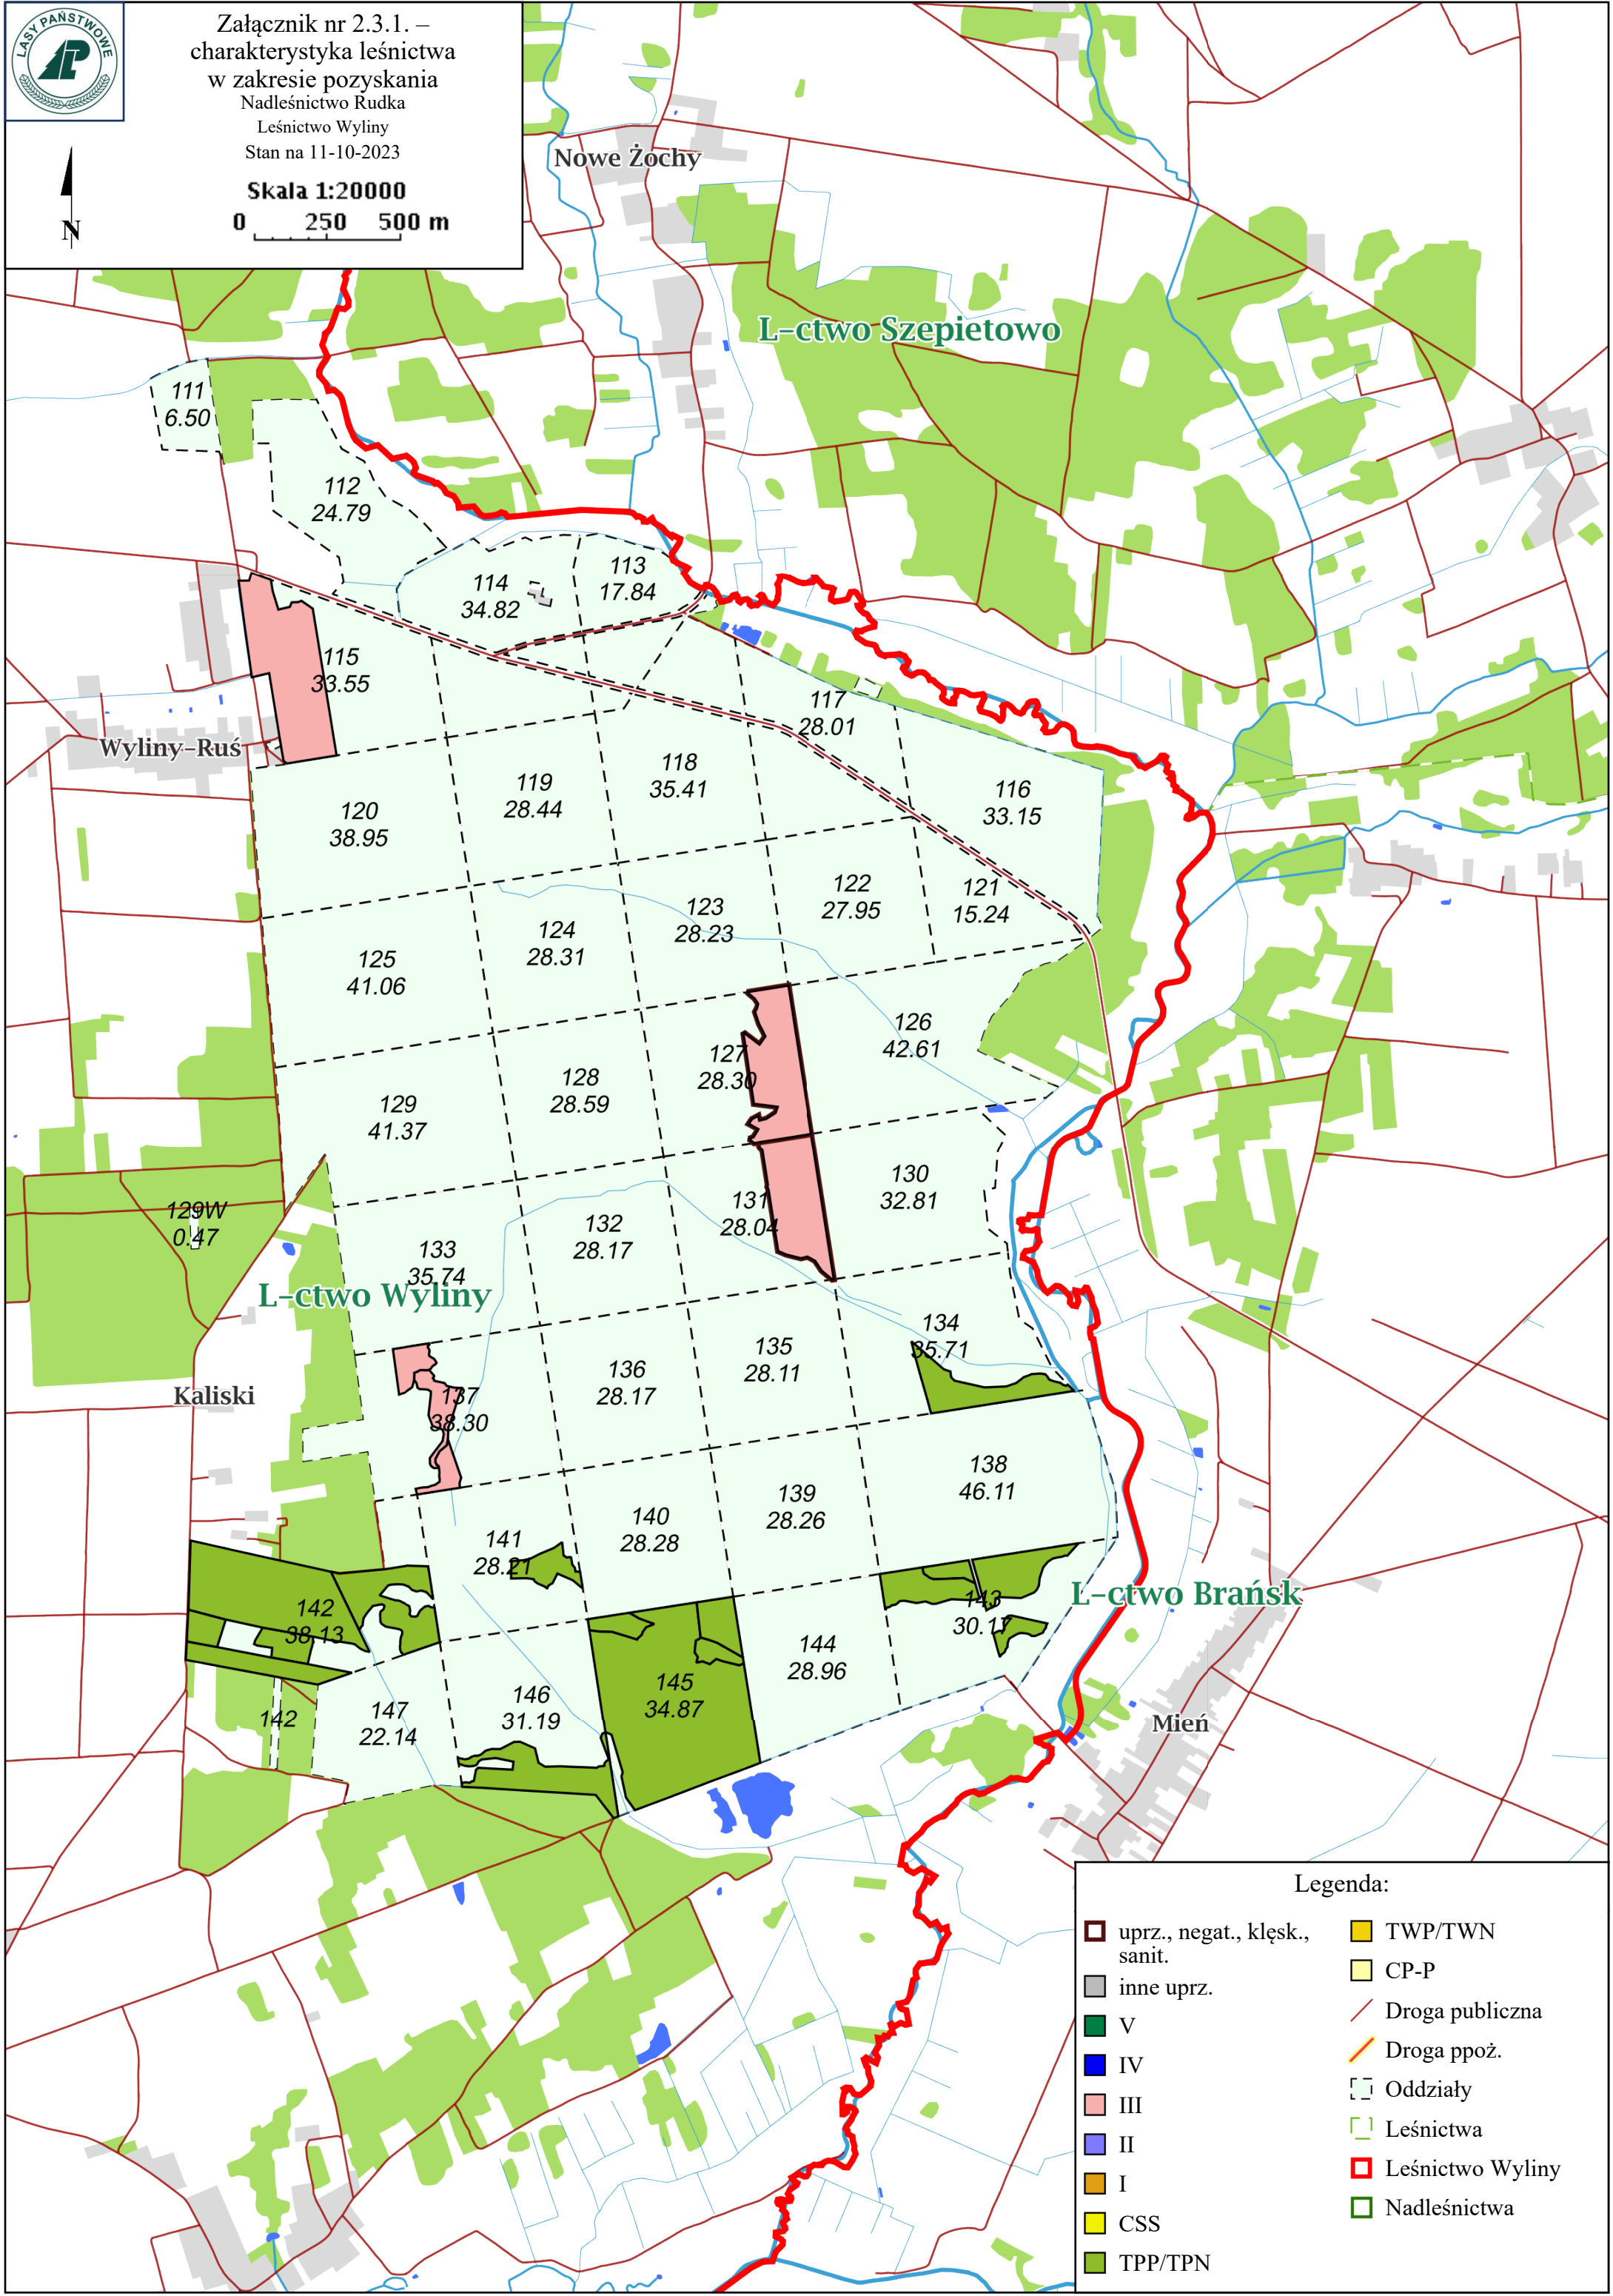 LASY PAŃSTWOWE
Załącznik nr 2.3.1. –
charakterystyka leśnictwa
w zakresie pozyskania
Nadleśnictwo Rudka
Leśnictwo Wyliny
Stan na 11-10-2023
Skala 1:20000
0 250 500 m
N
Nowe Żochy
L-ctwo Szepietowo
111
6.50
112
24.79
113
17.84
114
34.82
115
33.55
117
28.01
Wyliny-Ruś
118
35.41
119
28.44
116
33.15
120
38.95
122
27.95
121
15.24
123
28.23
124
28.31
125
41.06
126
42.61
127
28.30
128
28.59
129
41.37
130
32.81
129W
0.47
131
28.04
132
28.17
133
35.74
L-ctwo Wyliny
134
35.71
135
28.11
136
28.17
Kaliski
137
38.30
138
46.11
139
28.26
140
28.28
141
28.21
L-ctwo Brańsk
142
38.13
143
30.17
144
28.96
145
34.87
146
31.19
147
22.14
142
Mień
Legenda:
uprz., negat., klęsk.,
sanit.
inne uprz.
V
IV
III
II
I
CSS
TPP/TPN
TWP/TWN
CP-P
Droga publiczna
Droga ppoż.
Oddziały
Leśnictwa
Leśnictwo Wyliny
Nadleśnictwa